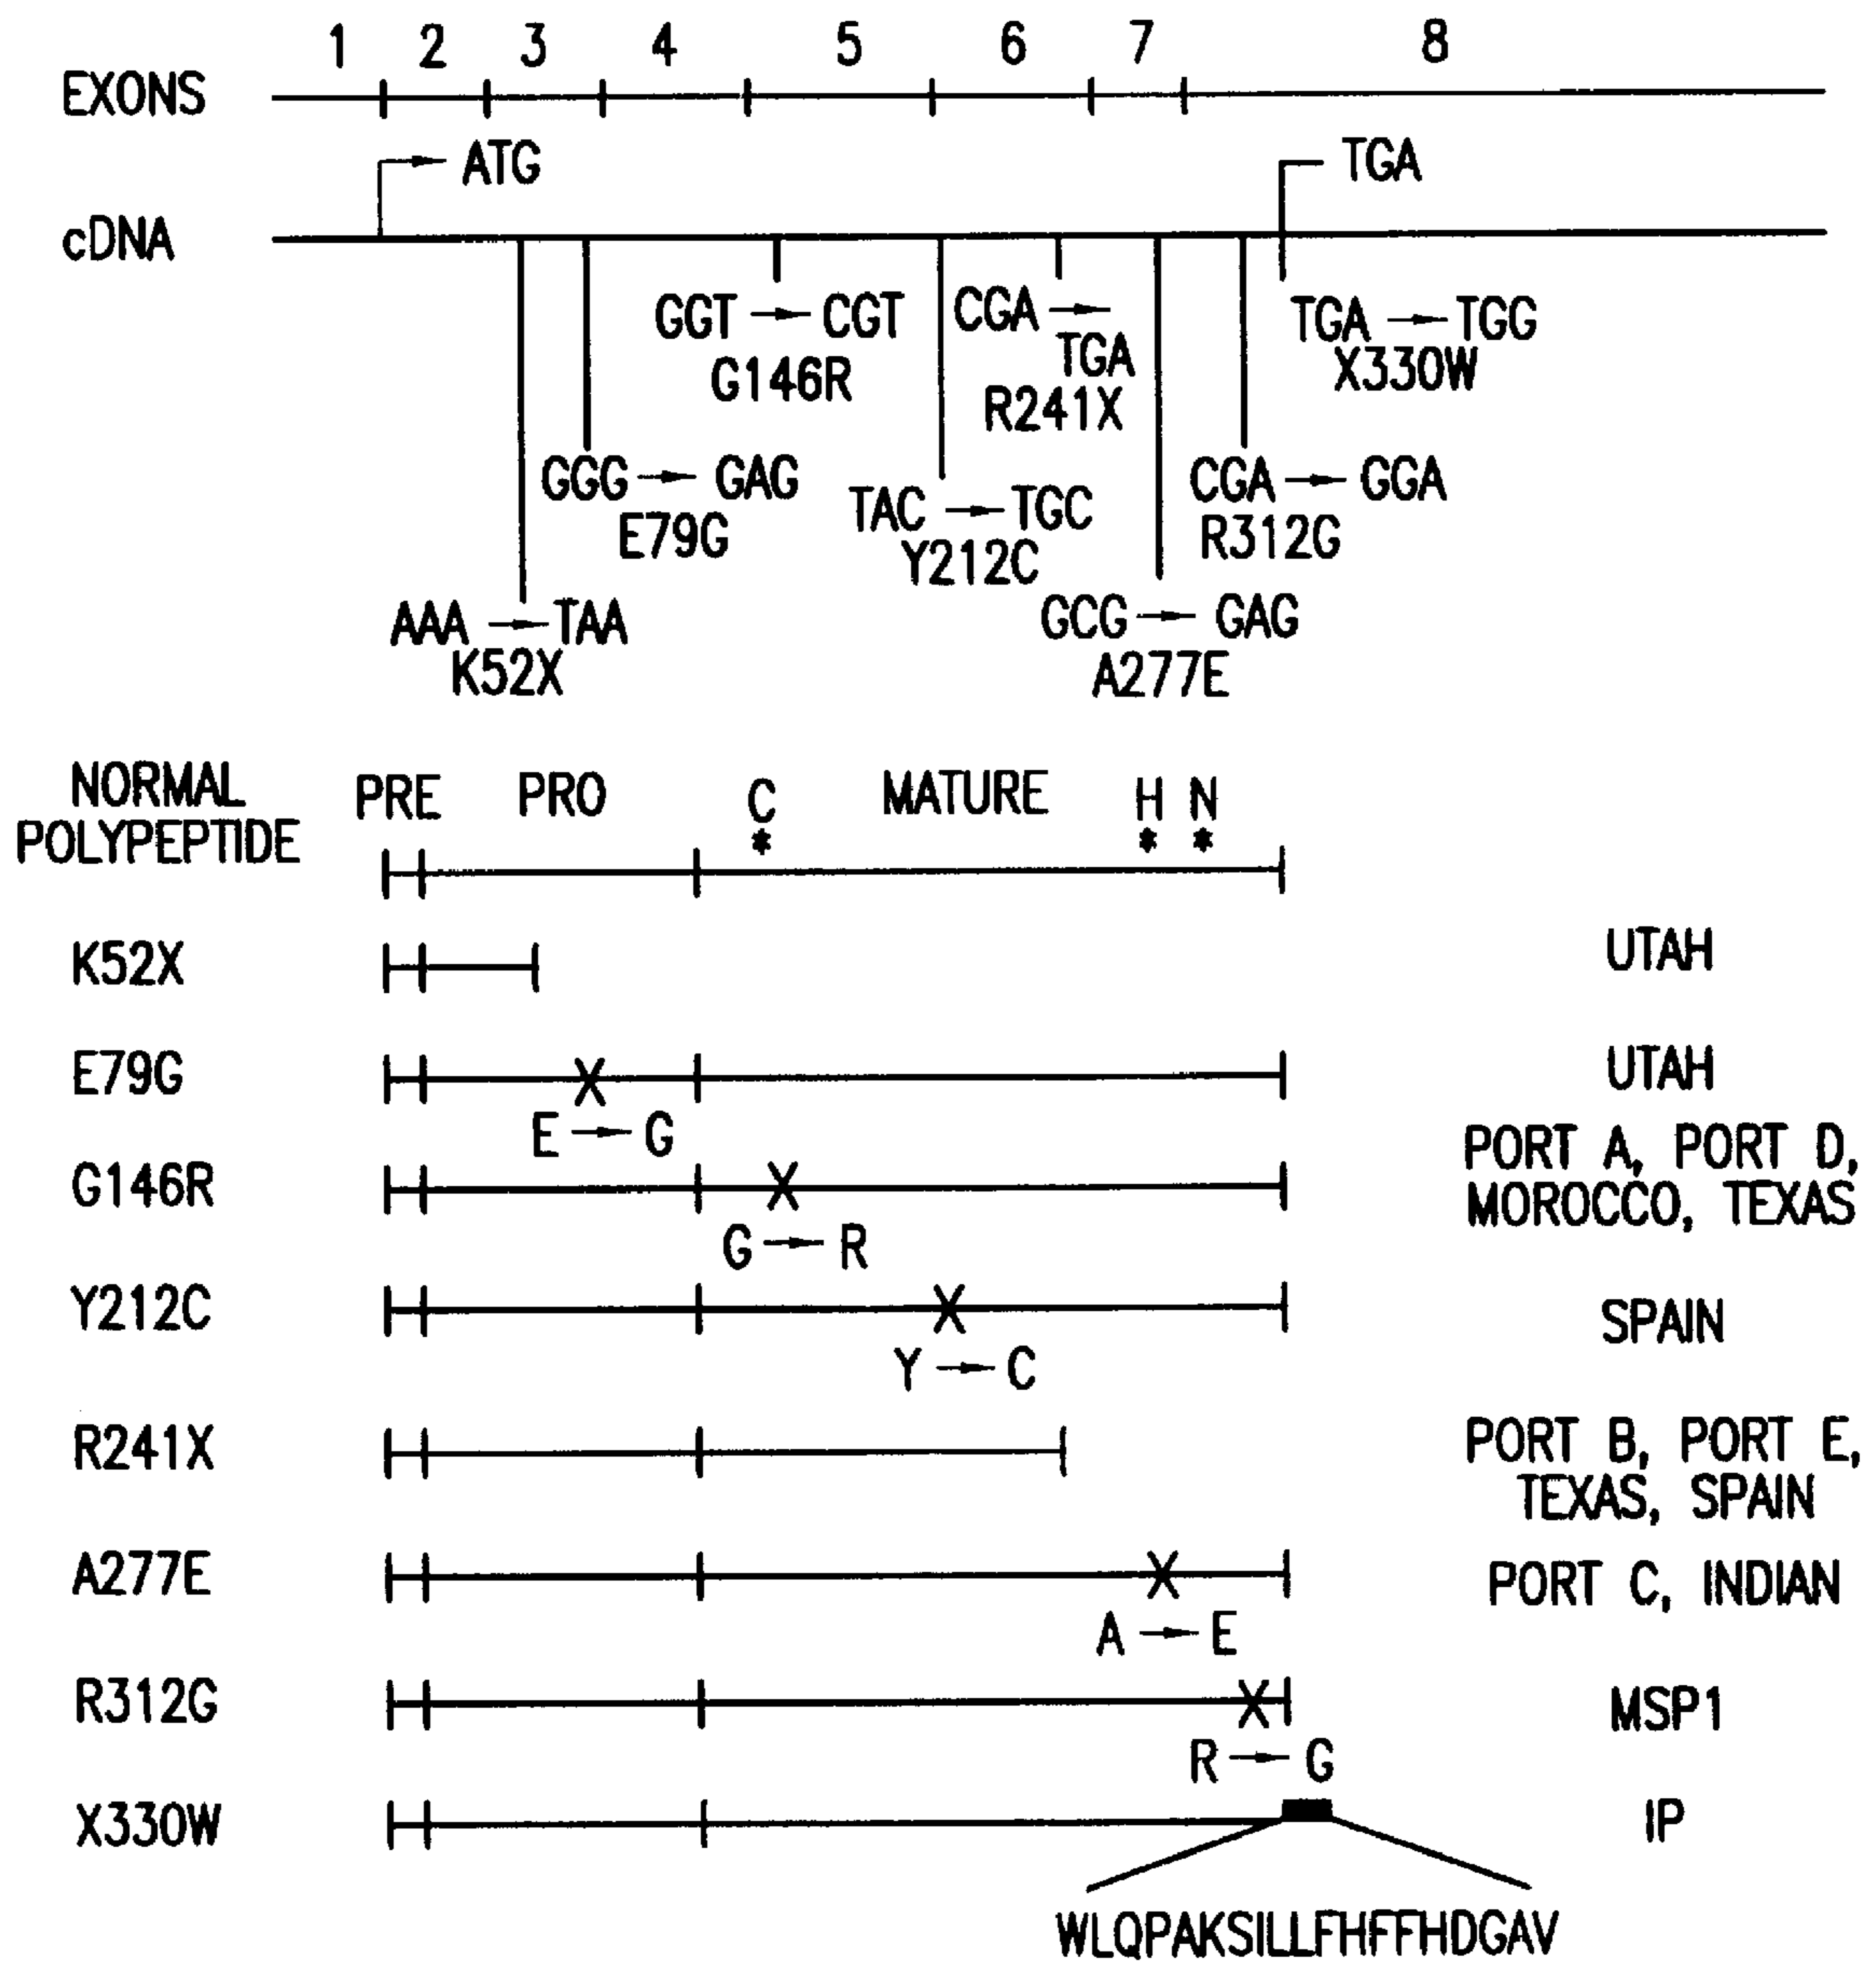 1 2 3 4 5 6 7 8
EXONS
ATG
TGA
cDNA
GGT → CGT
G146R
CGA →
TGA
R241X
TGA → TGG
X330W
GGG → GAG
E79G
TAC → TGC
Y212C
CGA → GGA
R312G
AAA → TAA
K52X
GCG → GAG
A277E
NORMAL
POLYPEPTIDE
PRE PRO C MATURE H N
* * *
K52X
UTAH
E79G
X
UTAH
E → G
G146R
X
PORT A, PORT D,
MOROCCO, TEXAS
G → R
Y212C
X
SPAIN
Y → C
R241X
PORT B, PORT E,
TEXAS, SPAIN
A277E
X
PORT C, INDIAN
A → E
R312G
X
MSP1
R → G
X330W
IP
WLQPAKSILLFHFFHDGAV